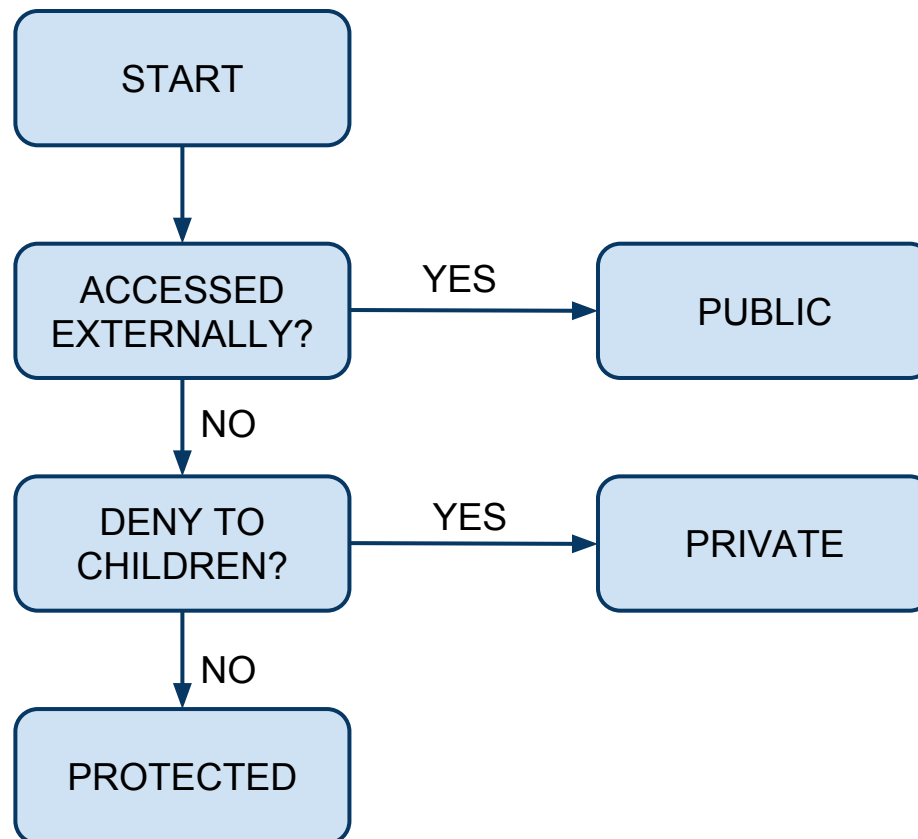 START
ACCESSED
EXTERNALLY?
YES
PUBLIC
NO
DENY TO
CHILDREN?
YES
PRIVATE
NO
PROTECTED